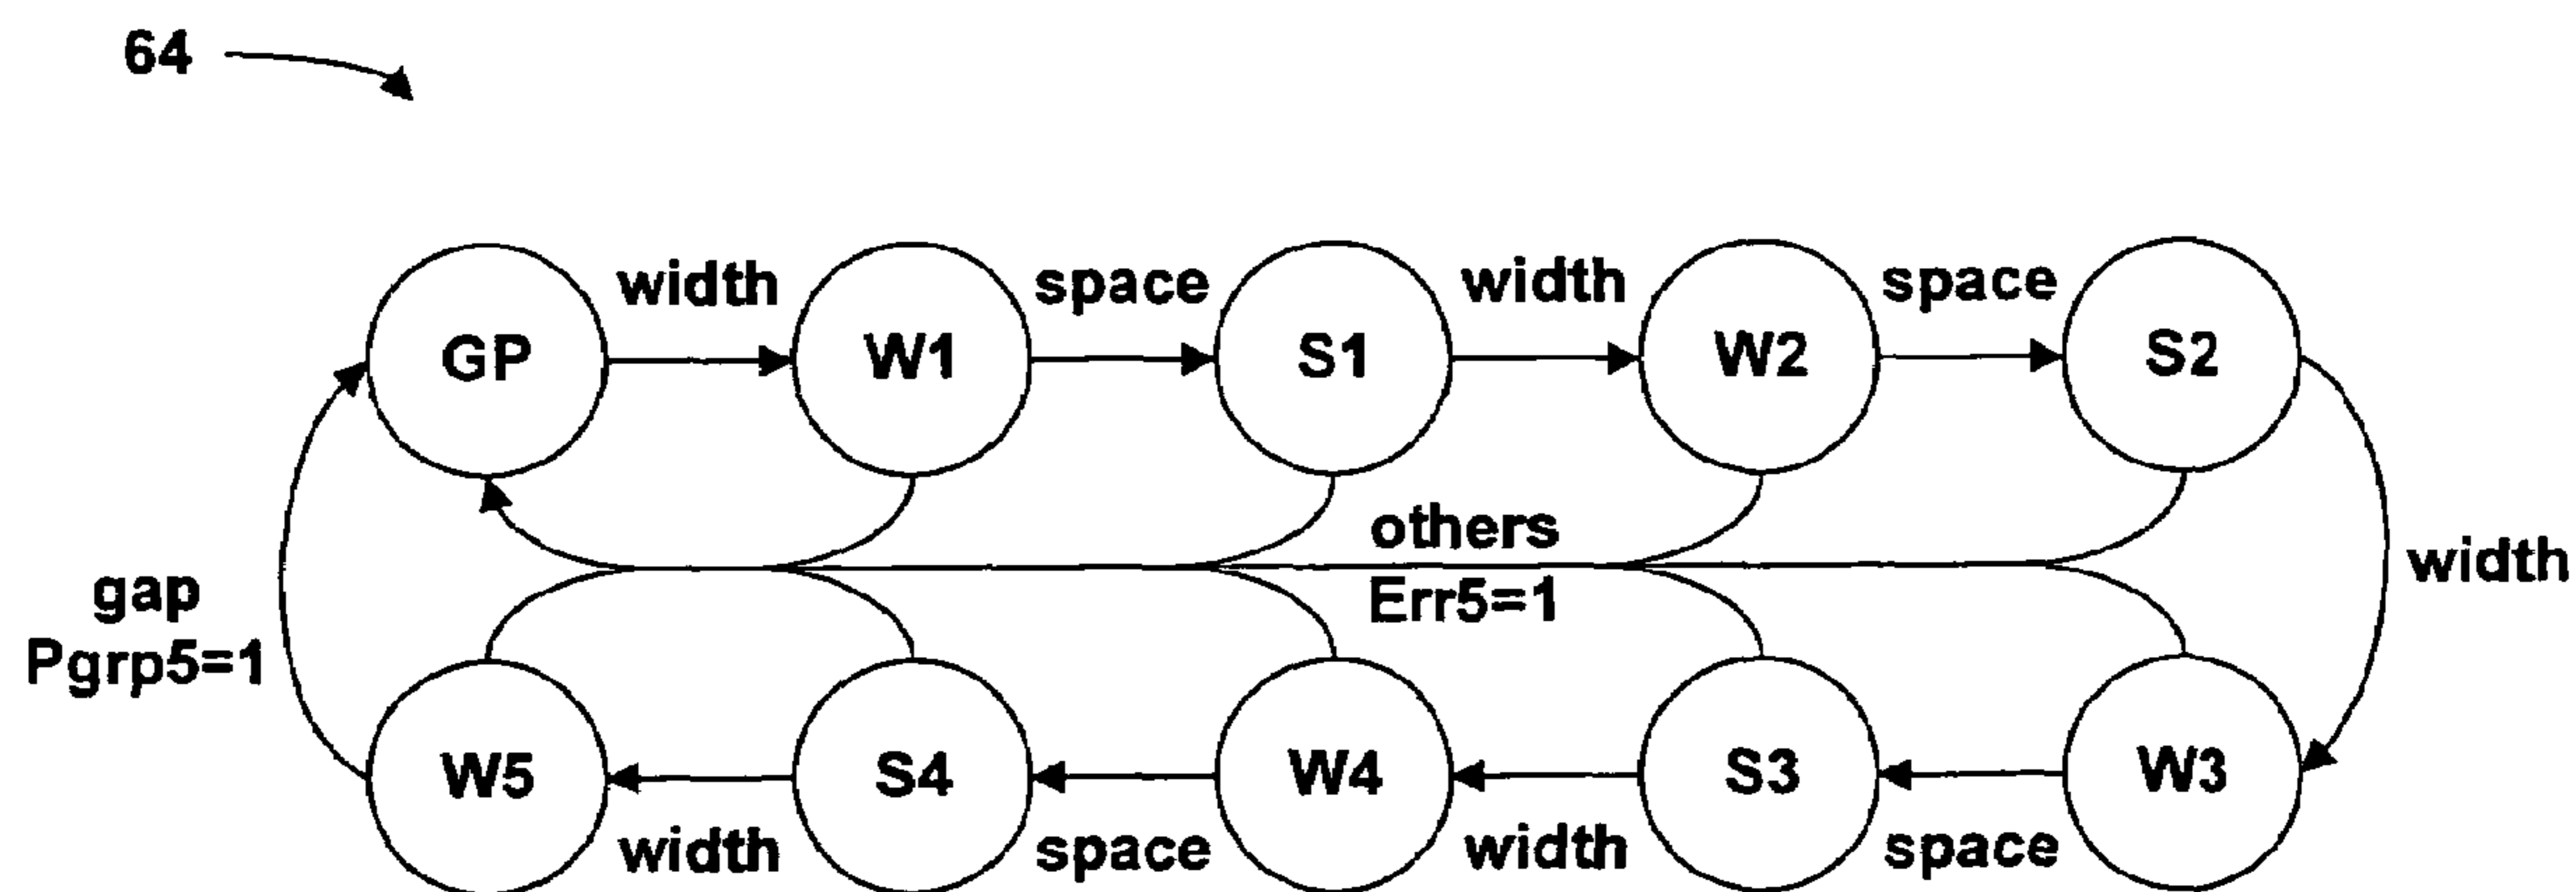 64
width space width space
GP W1 S1 W2 S2
others
Err5=1
width
gap
Pgrp5=1
W5 S4 W4 S3 W3
width space width space